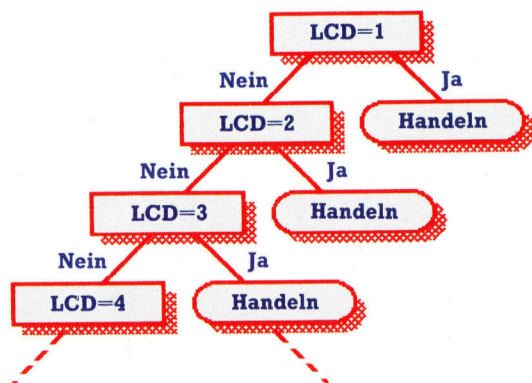 LCD=1
Nein
Ja
LCD=2
Handeln
Nein
Ja
LCD=3
Handeln
Nein
Ja
LCD=4
Handeln